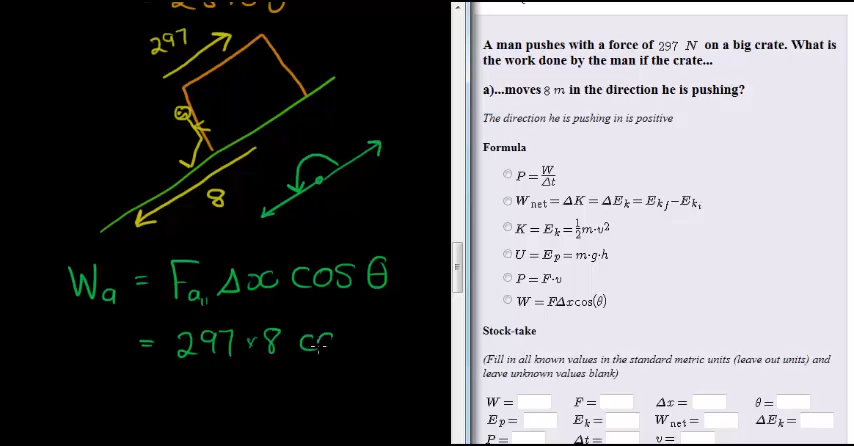 297
8
Wa = Fa,, Δx cos θ
= 297 × 8 co
A man pushes with a force of 297 N on a big crate. What is
the work done by the man if the crate...
a)...moves 8 m in the direction he is pushing?
The direction he is pushing in is positive
Formula
P = W/Δt
Wnet = ΔK = ΔEk = Ekf − Eki
K = Ek = 1/2 m·v²
U = Ep = m·g·h
P = F·v
W = FΔxcos(θ)
Stock-take
(Fill in all known values in the standard metric units (leave out units) and
leave unknown values blank)
W = F = Δx = θ =
Ep = Ek = Wnet = ΔEk =
P = Δt = v =